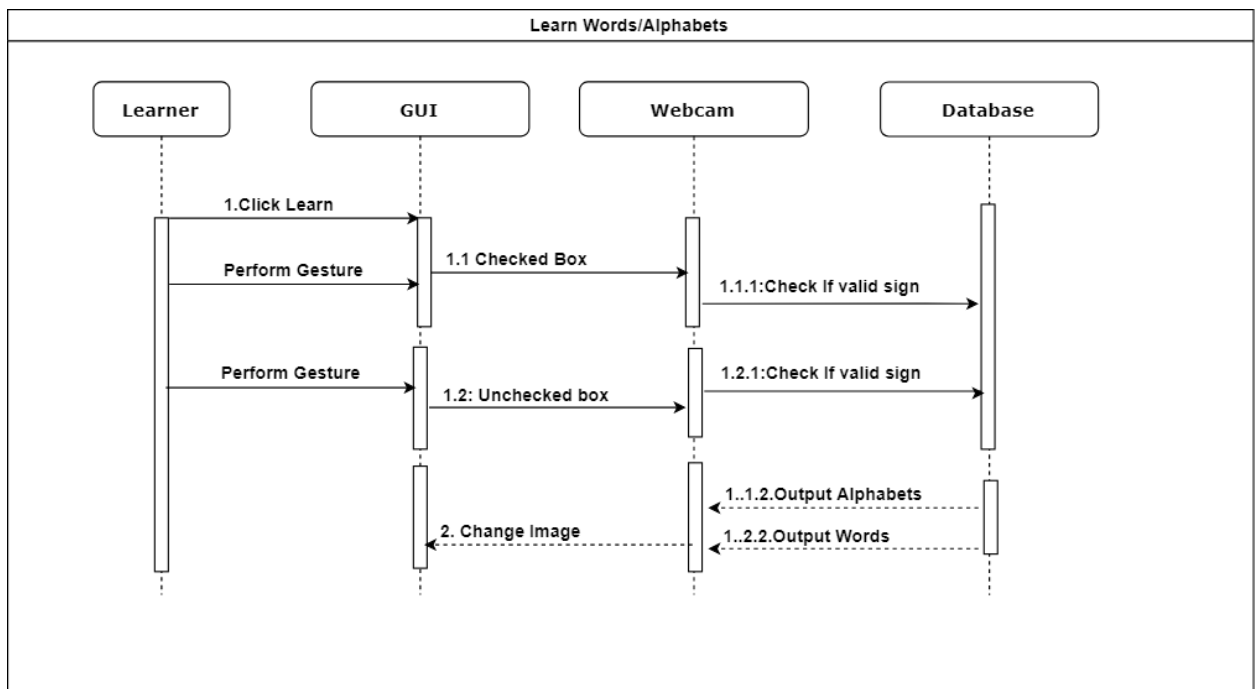 Learn Words/Alphabets
Learner
GUI
Webcam
Database
1.Click Learn
1.1 Checked Box
Perform Gesture
1.1.1:Check If valid sign
Perform Gesture
1.2.1:Check If valid sign
1.2: Unchecked box
1..1.2.Output Alphabets
2. Change Image
1..2.2.Output Words